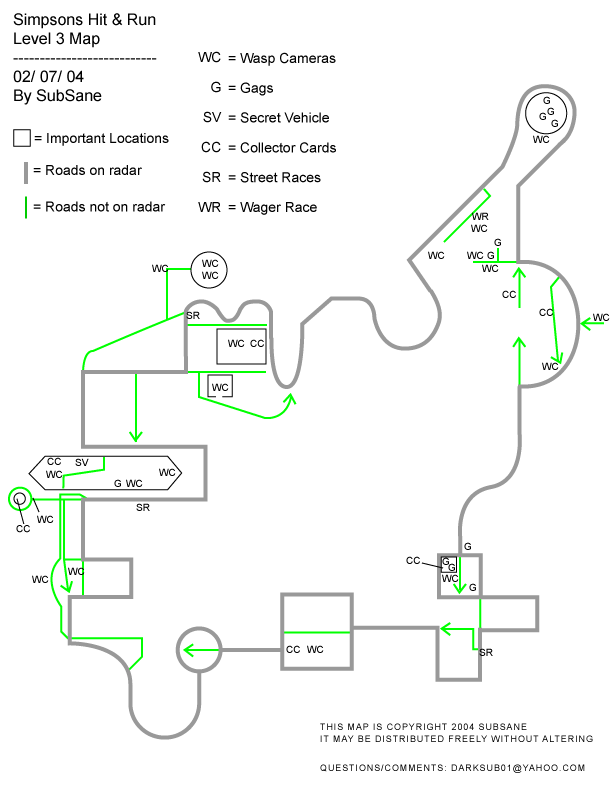 Simpsons Hit & Run
Level 3 Map
----------------------------
02/ 07/ 04
By SubSane
= Important Locations
= Roads on radar
= Roads not on radar
WC = Wasp Cameras
G = Gags
SV = Secret Vehicle
CC = Collector Cards
SR = Street Races
WR = Wager Race
G
G G
G
WC
WR
WC
WC
G
WC G
WC
CC
CC
WC
WC
WC
WC
WC
SR
WC CC
WC
CC SV
WC
WC
G WC
SR
WC
CC
WC
WC
G
CC
G
G
WC
G
SR
CC WC
THIS MAP IS COPYRIGHT 2004 SUBSANE
IT MAY BE DISTRIBUTED FREELY WITHOUT ALTERING
QUESTIONS/COMMENTS: DARKSUB01@YAHOO.COM